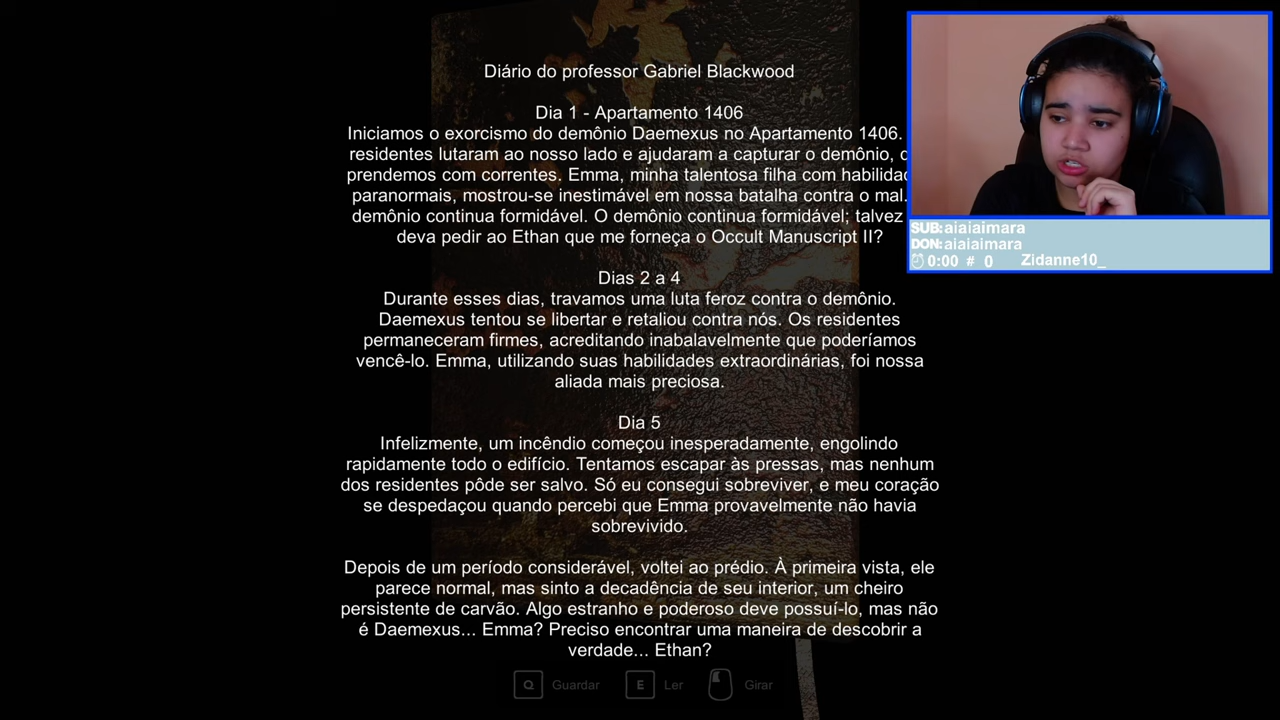 Diário do professor Gabriel Blackwood
Dia 1 - Apartamento 1406
Iniciamos o exorcismo do demônio Daemexus no Apartamento 1406.
residentes lutaram ao nosso lado e ajudaram a capturar o demônio,
prendemos com correntes. Emma, minha talentosa filha com
paranormais, mostrou-se inestimável em nossa batalha contra o mal.
demônio continua formidável. O demônio continua formidável; talvez
deva pedir ao Ethan que me forneça o Occult Manuscript II?
Dias 2 a 4
Durante esses dias, travamos uma luta feroz contra o demônio.
Daemexus tentou se libertar e retaliou contra nós. Os residentes
permaneceram firmes, acreditando inabalavelmente que poderíamos
vencê-lo. Emma, utilizando suas habilidades extraordinárias, foi nossa
aliada mais preciosa.
Dia 5
Infelizmente, um incêndio começou inesperadamente, engolindo
rapidamente todo o edifício. Tentamos escapar às pressas, mas nenhum
dos residentes pôde ser salvo. Só eu consegui sobreviver, e meu coração
se despedaçou quando percebi que Emma provavelmente não havia
sobrevivido.
Depois de um período considerável, voltei ao prédio. À primeira vista, ele
parece normal, mas sinto a decadência de seu interior, um cheiro
persistente de carvão. Algo estranho e poderoso deve possuí-lo, mas não
é Daemexus... Emma? Preciso encontrar uma maneira de descobrir a
verdade... Ethan?
Q Guardar E Ler Girar
SUB:aiaiaimara
DON:aiaiaimara
0:00 # 0 Zidanne10_